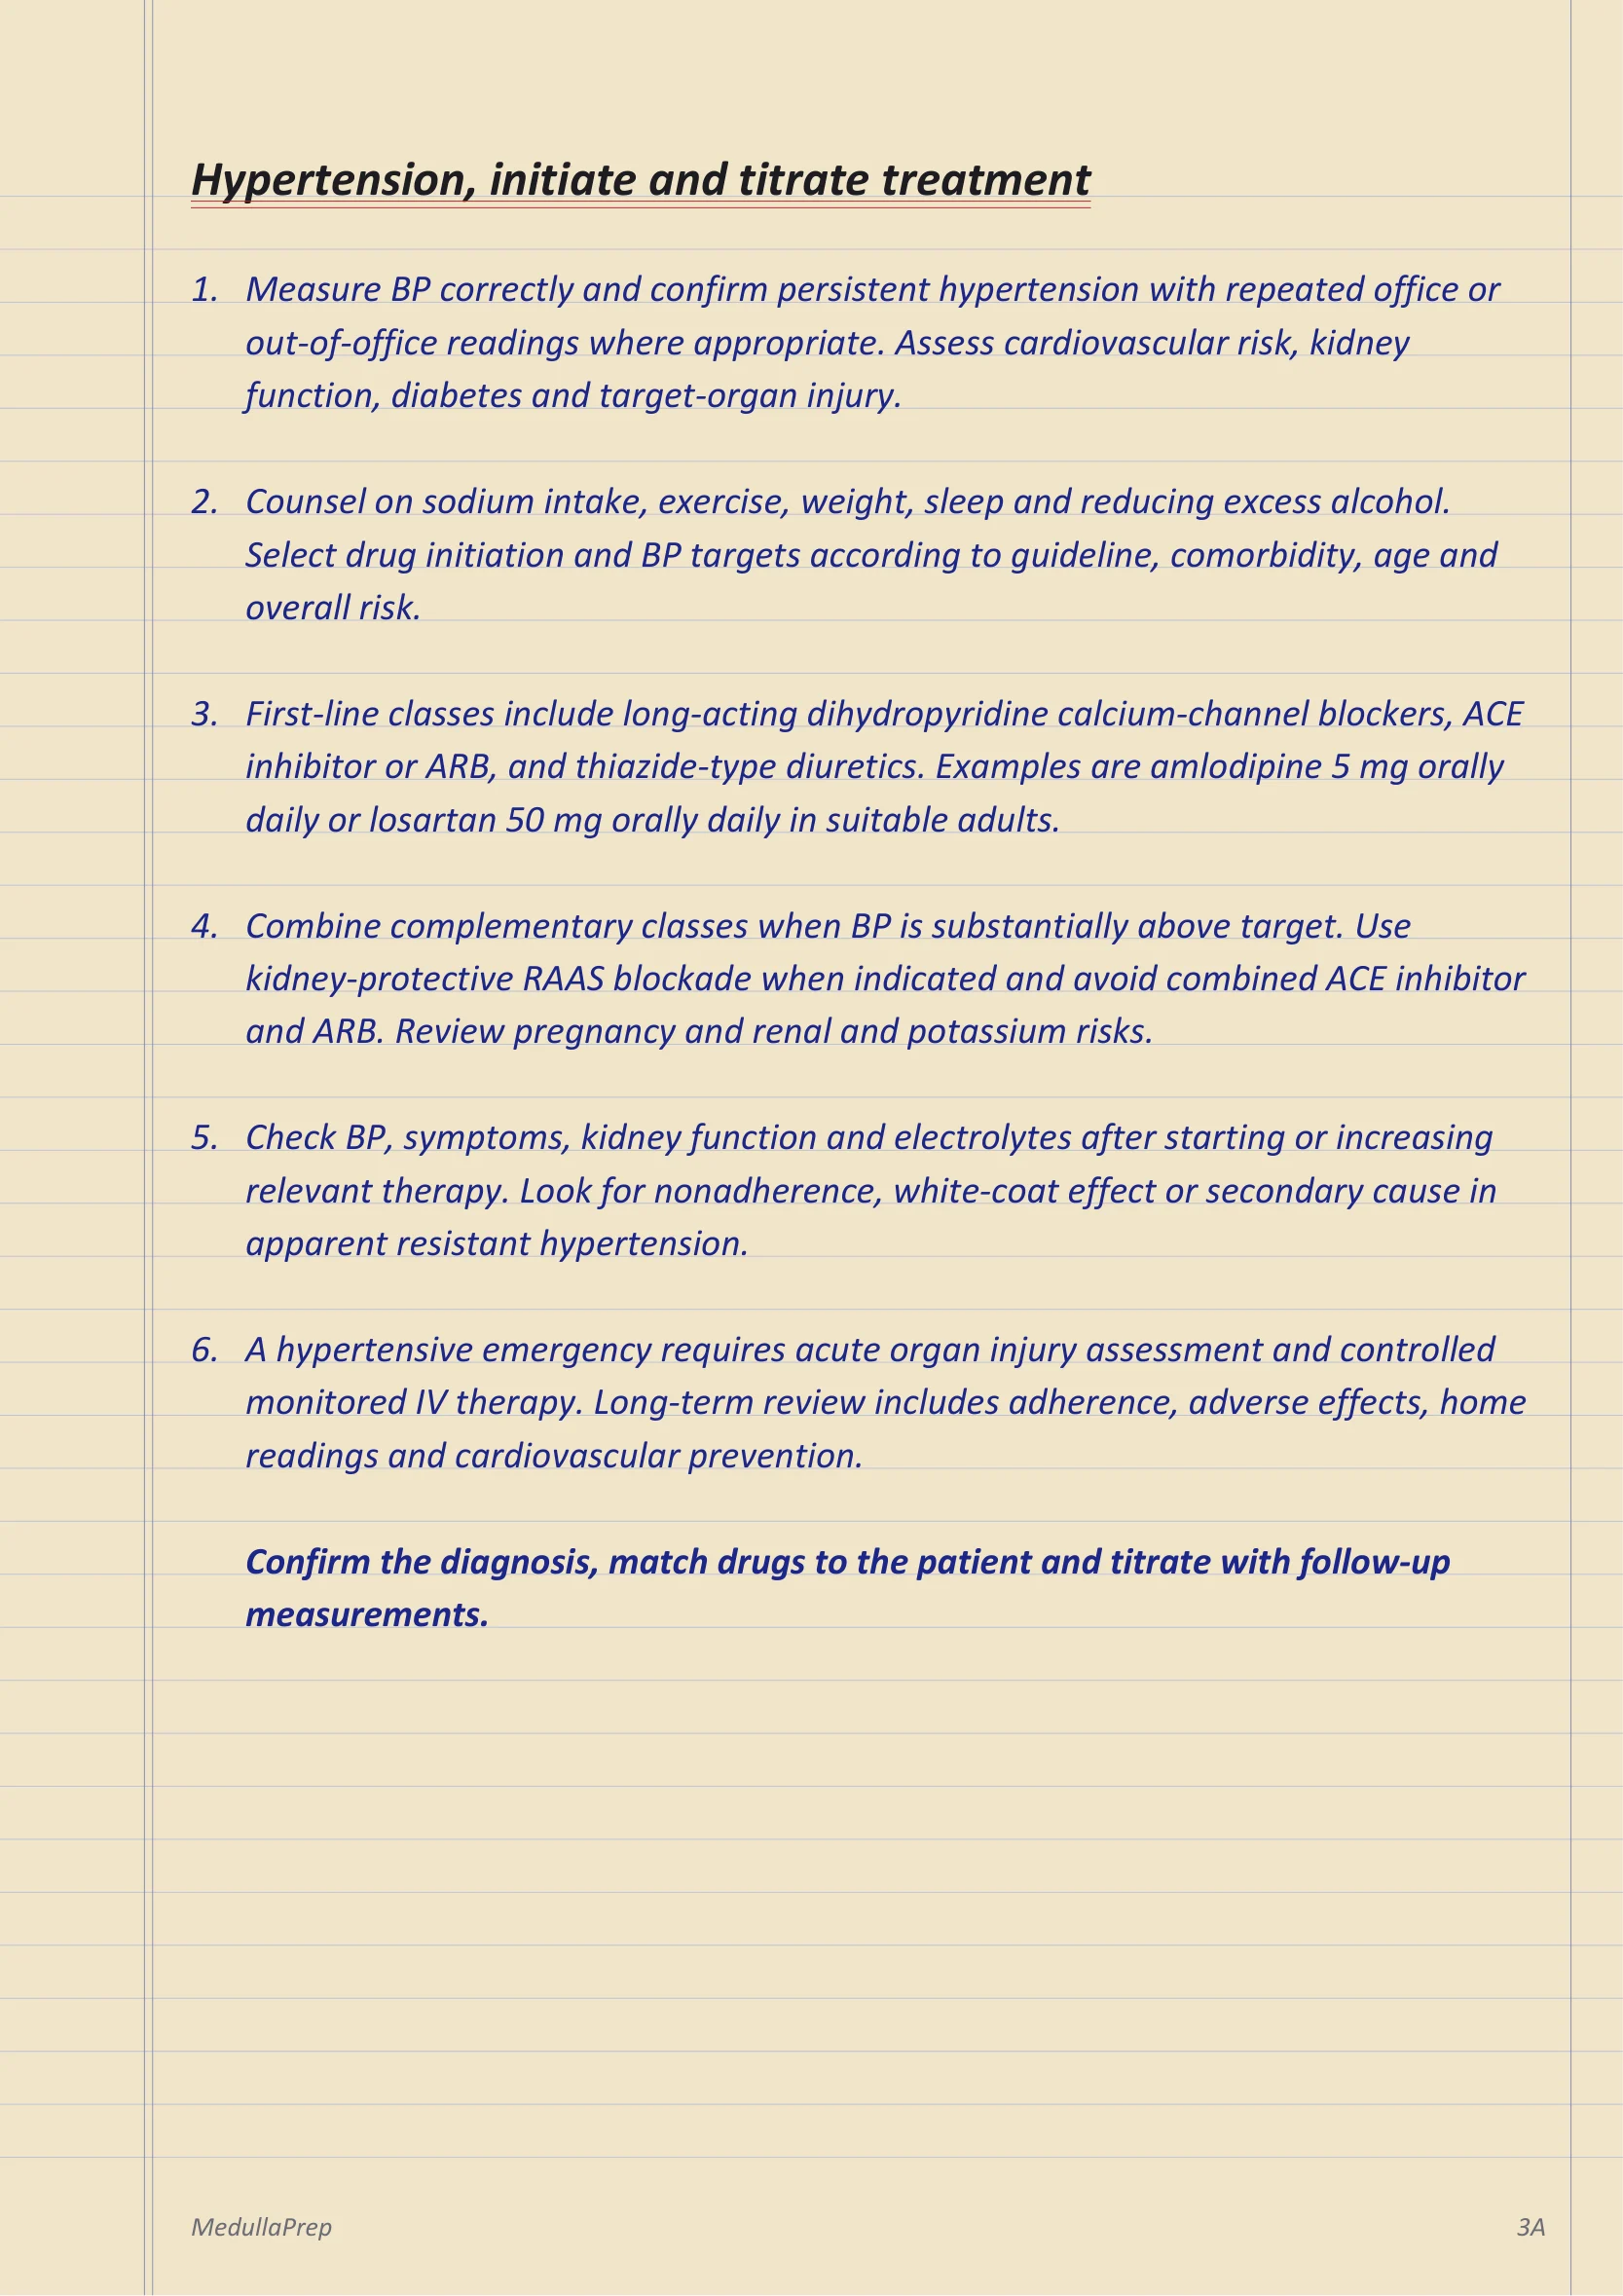 Hypertension, initiate and titrate treatment
1. Measure BP correctly and confirm persistent hypertension with repeated office or
out-of-office readings where appropriate. Assess cardiovascular risk, kidney
function, diabetes and target-organ injury.
2. Counsel on sodium intake, exercise, weight, sleep and reducing excess alcohol.
Select drug initiation and BP targets according to guideline, comorbidity, age and
overall risk.
3. First-line classes include long-acting dihydropyridine calcium-channel blockers, ACE
inhibitor or ARB, and thiazide-type diuretics. Examples are amlodipine 5 mg orally
daily or losartan 50 mg orally daily in suitable adults.
4. Combine complementary classes when BP is substantially above target. Use
kidney-protective RAAS blockade when indicated and avoid combined ACE inhibitor
and ARB. Review pregnancy and renal and potassium risks.
5. Check BP, symptoms, kidney function and electrolytes after starting or increasing
relevant therapy. Look for nonadherence, white-coat effect or secondary cause in
apparent resistant hypertension.
6. A hypertensive emergency requires acute organ injury assessment and controlled
monitored IV therapy. Long-term review includes adherence, adverse effects, home
readings and cardiovascular prevention.
Confirm the diagnosis, match drugs to the patient and titrate with follow-up
measurements.
MedullaPrep
3A